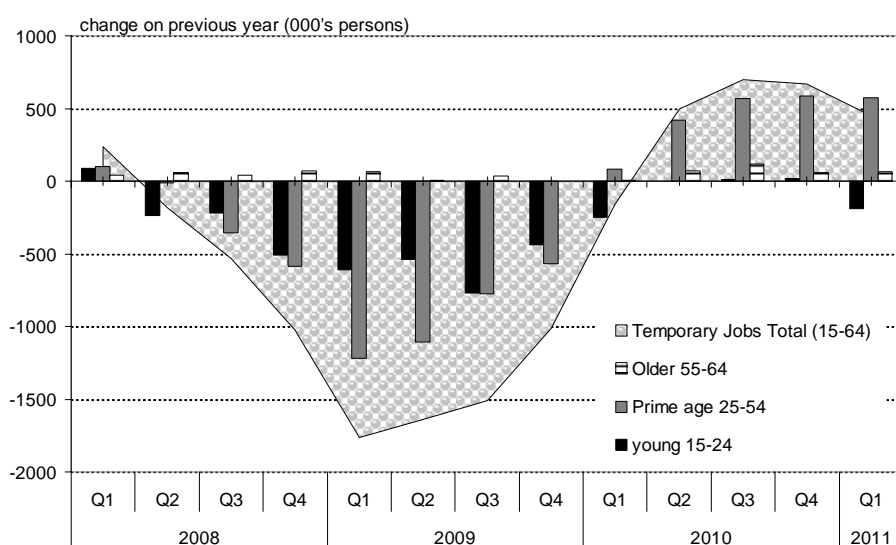 change on previous year (000's persons)
1000
500
0
-500
-1000
-1500
-2000
Temporary Jobs Total (15-64)
Older 55-64
Prime age 25-54
young 15-24
Q1 Q2 Q3 Q4 Q1 Q2 Q3 Q4 Q1 Q2 Q3 Q4 Q1
2008 2009 2010 2011